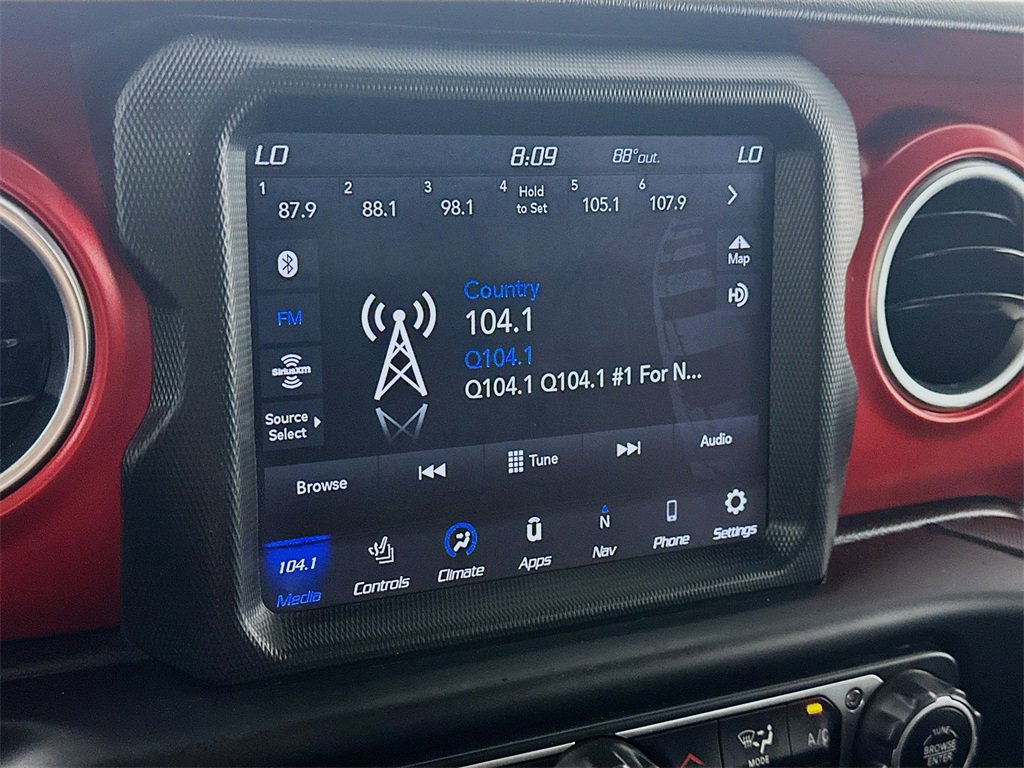 LO 8:09 88°out. LO
1 87.9 2 88.1 3 98.1 4 Hold to Set 5 105.1 6 107.9
Map
FM
Country
104.1
Q104.1
Q104.1 Q104.1 #1 For N...
SiriusXM
Source
Select
Browse Tune Audio
104.1
Media Controls Climate Apps N Nav Phone Settings
MODE A/C
TUNE
BROWSE
ENTER